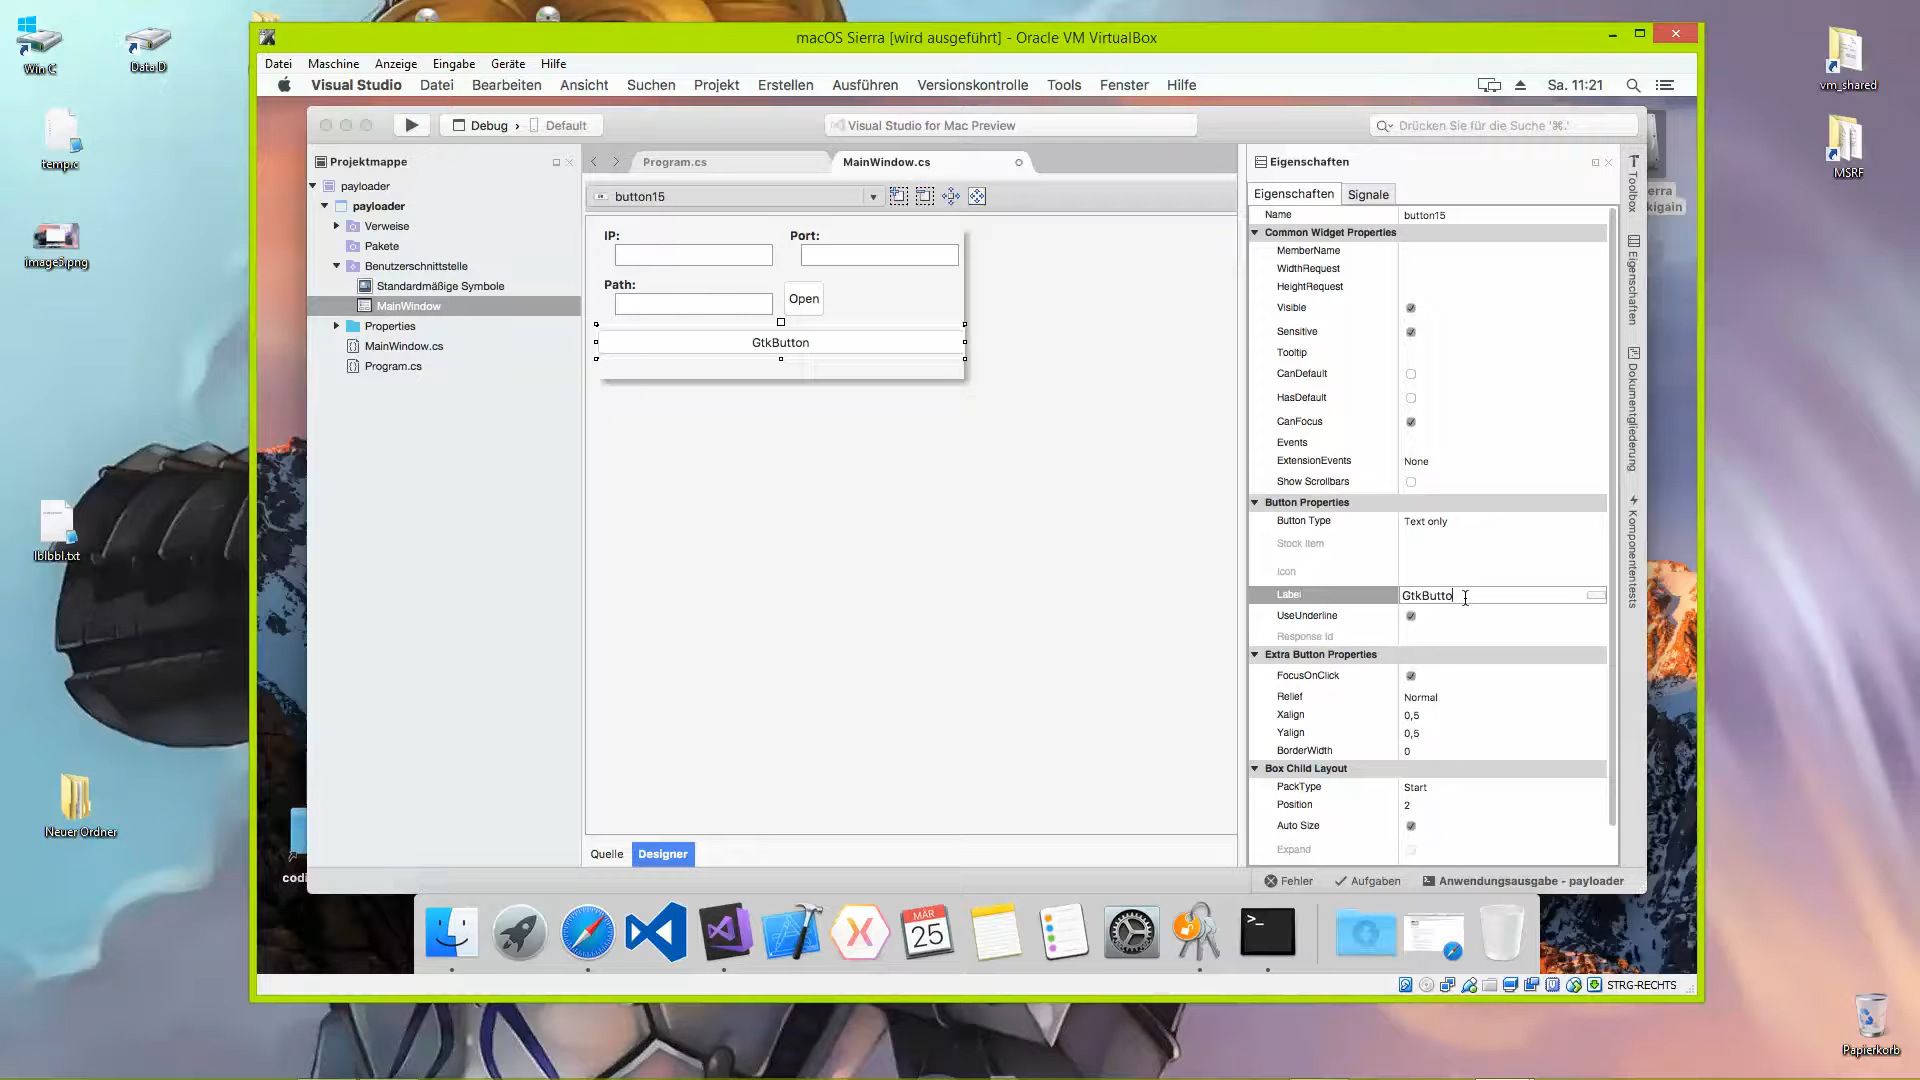 Win C
Data D
temp.c
image3.png
lblbbl.txt
Neuer Ordner
macOS Sierra [wird ausgeführt] - Oracle VM VirtualBox
Datei Maschine Anzeige Eingabe Geräte Hilfe
Visual Studio Datei Bearbeiten Ansicht Suchen Projekt Erstellen Ausführen Versionskontrolle Tools Fenster Hilfe
Sa. 11:21
Debug › Default
Visual Studio for Mac Preview
Drücken Sie für die Suche '⌘.'
Projektmappe
payloader
payloader
Verweise
Pakete
Benutzerschnittstelle
Standardmäßige Symbole
MainWindow
Properties
MainWindow.cs
Program.cs
Program.cs
MainWindow.cs
button15
IP: Port:
Path:
Open
GtkButton
Quelle Designer
Eigenschaften
Eigenschaften Signale
Name button15
Common Widget Properties
MemberName
WidthRequest
HeightRequest
Visible
Sensitive
Tooltip
CanDefault
HasDefault
CanFocus
Events
ExtensionEvents None
Show Scrollbars
Button Properties
Button Type Text only
Stock Item
Icon
Label GtkButto
UseUnderline
Response Id
Extra Button Properties
FocusOnClick
Relief Normal
Xalign 0,5
Yalign 0,5
BorderWidth 0
Box Child Layout
PackType Start
Position 2
Auto Size
Expand
Toolbox
Eigenschaften
Dokumentgliederung
Komponententests
Fehler Aufgaben Anwendungsausgabe - payloader
codi
MÄR
25
STRG-RECHTS
vm_shared
MSRF
Papierkorb